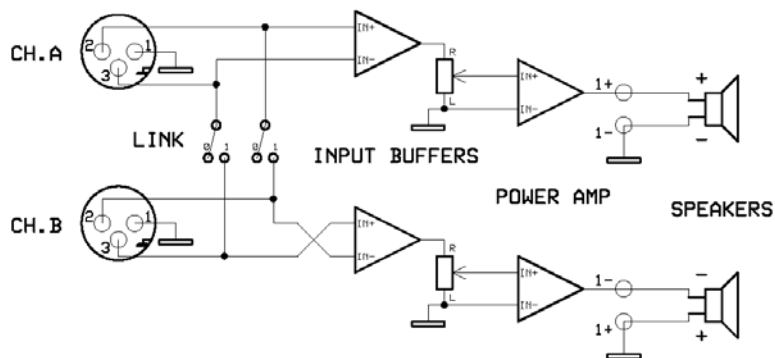 CH.A
2
1
3
IN+
IN-
R
L
IN+
IN-
1+
1-
+
-
LINK
0
1
0
1
INPUT BUFFERS
POWER AMP
SPEAKERS
CH.B
2
1
3
IN+
IN-
R
L
IN+
IN-
1-
1+
-
+